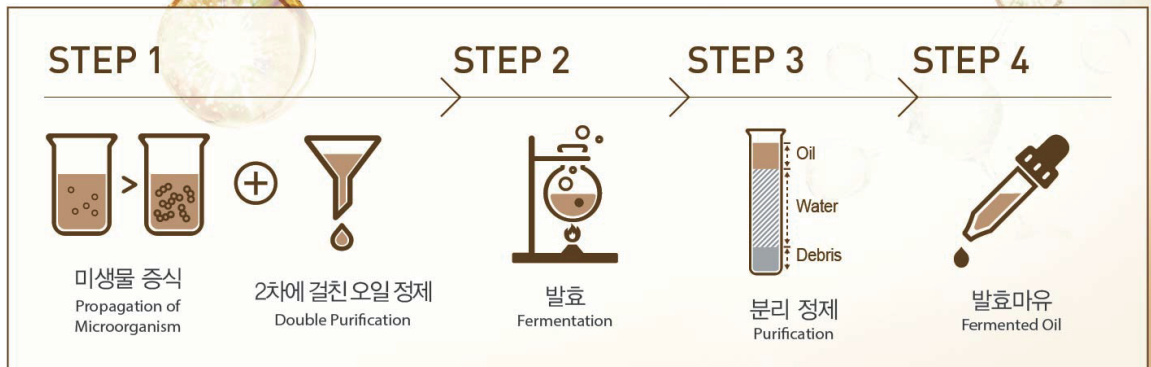 STEP 1
STEP 2
STEP 3
STEP 4
>
+
Oil
Water
Debris
미생물 증식
Propagation of
Microorganism
2차에 걸친 오일 정제
Double Purification
발효
Fermentation
분리 정제
Purification
발효마유
Fermented Oil